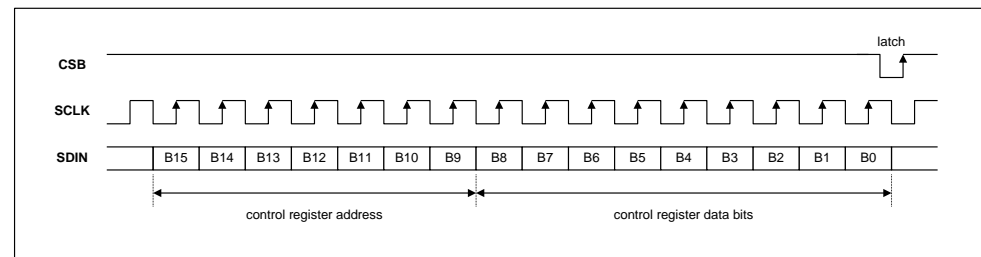 latch
CSB
SCLK
SDIN B15 B14 B13 B12 B11 B10 B9 B8 B7 B6 B5 B4 B3 B2 B1 B0
control register address control register data bits